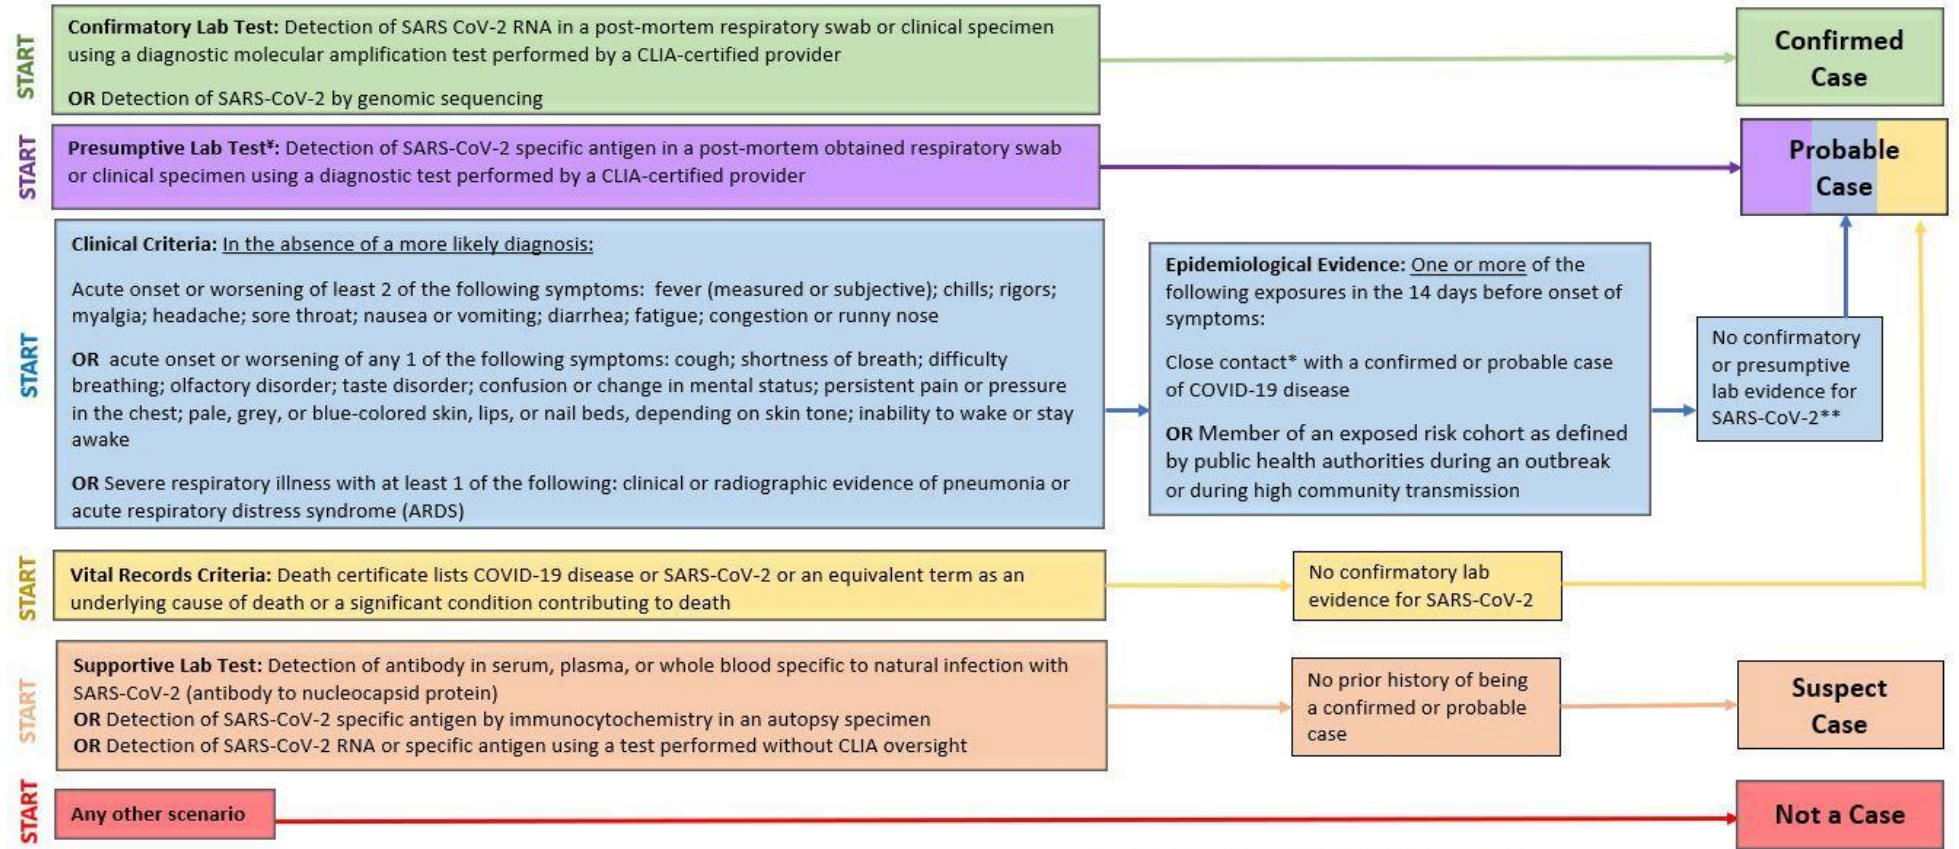 START
Confirmatory Lab Test: Detection of SARS CoV-2 RNA in a post-mortem respiratory swab or clinical specimen
using a diagnostic molecular amplification test performed by a CLIA-certified provider
OR Detection of SARS-CoV-2 by genomic sequencing
Confirmed
Case
START
Presumptive Lab Test¥: Detection of SARS-CoV-2 specific antigen in a post-mortem obtained respiratory swab
or clinical specimen using a diagnostic test performed by a CLIA-certified provider
Probable
Case
START
Clinical Criteria: In the absence of a more likely diagnosis:
Acute onset or worsening of least 2 of the following symptoms: fever (measured or subjective); chills; rigors;
myalgia; headache; sore throat; nausea or vomiting; diarrhea; fatigue; congestion or runny nose
OR acute onset or worsening of any 1 of the following symptoms: cough; shortness of breath; difficulty
breathing; olfactory disorder; taste disorder; confusion or change in mental status; persistent pain or pressure
in the chest; pale, grey, or blue-colored skin, lips, or nail beds, depending on skin tone; inability to wake or stay
awake
OR Severe respiratory illness with at least 1 of the following: clinical or radiographic evidence of pneumonia or
acute respiratory distress syndrome (ARDS)
Epidemiological Evidence: One or more of the
following exposures in the 14 days before onset of
symptoms:
Close contact* with a confirmed or probable case
of COVID-19 disease
OR Member of an exposed risk cohort as defined
by public health authorities during an outbreak
or during high community transmission
No confirmatory
or presumptive
lab evidence for
SARS-CoV-2**
START
Vital Records Criteria: Death certificate lists COVID-19 disease or SARS-CoV-2 or an equivalent term as an
underlying cause of death or a significant condition contributing to death
No confirmatory lab
evidence for SARS-CoV-2
START
Supportive Lab Test: Detection of antibody in serum, plasma, or whole blood specific to natural infection with
SARS-CoV-2 (antibody to nucleocapsid protein)
OR Detection of SARS-CoV-2 specific antigen by immunocytochemistry in an autopsy specimen
OR Detection of SARS-CoV-2 RNA or specific antigen using a test performed without CLIA oversight
No prior history of being
a confirmed or probable
case
Suspect
Case
START
Any other scenario
Not a Case